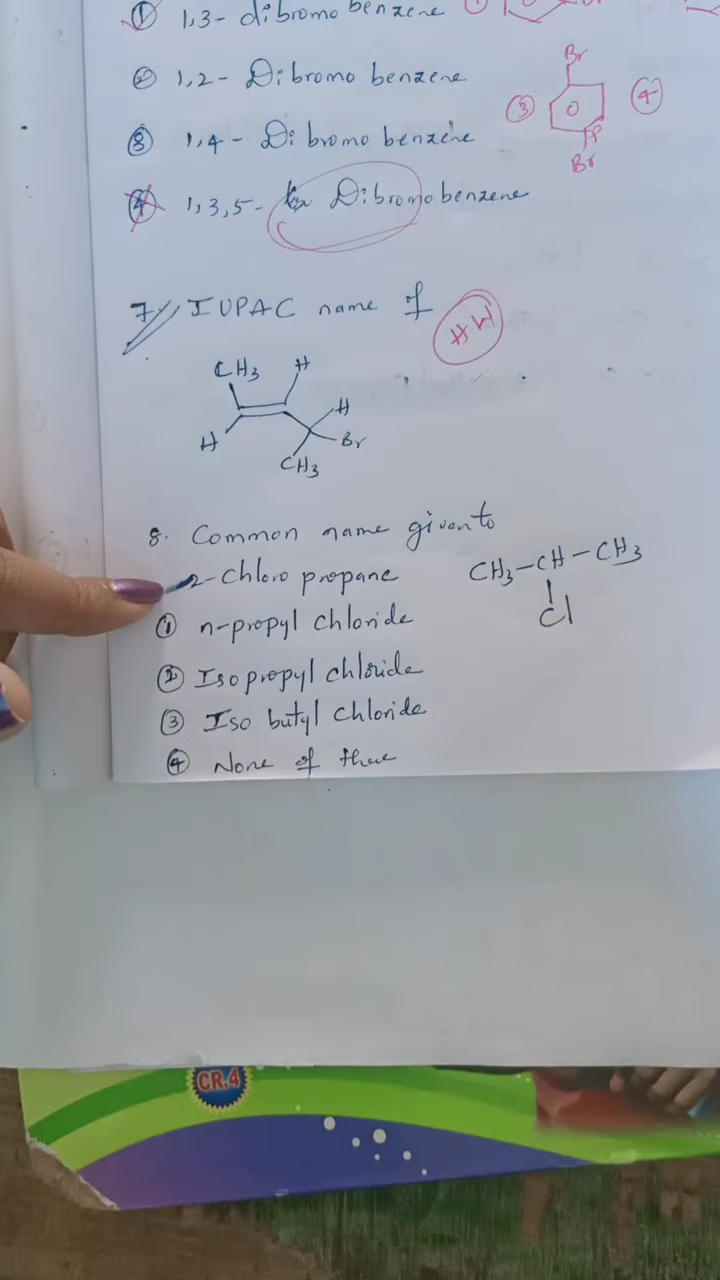 ① 1,3- dibromo benzene ①
② 1,2- Dibromo benzene
Br
③ ④
③ 1,4- Dibromo benzene
Br
④ 1,3,5- Dibromobenzene
7 IUPAC name of
HW
CH3 H
H
H Br
CH3
8. Common name given to
2-chloro propane CH3-CH-CH3
Cl
① n-propyl chloride
② Isopropyl chloride
③ Iso butyl chloride
④ None of
CR.4